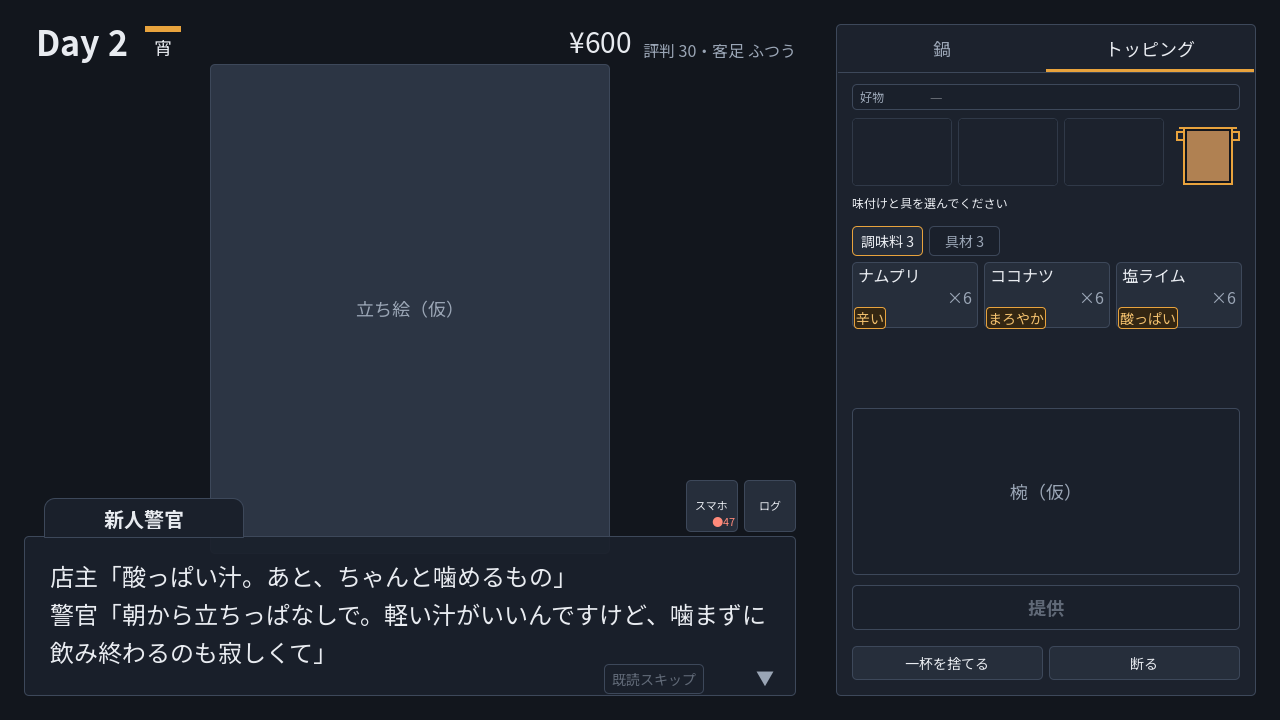 Day 2
宵
¥600
評判 30・客足 ふつう
立ち絵（仮）
スマホ
47
ログ
新人警官
店主「酸っぱい汁。あと、ちゃんと噛めるもの」
警官「朝から立ちっぱなしで。軽い汁がいいんですけど、噛まずに
飲み終わるのも寂しくて」
既読スキップ
▼
鍋
トッピング
好物 —
味付けと具を選んでください
調味料 3
具材 3
ナムプリ
×6
辛い
ココナツ
×6
まろやか
塩ライム
×6
酸っぱい
椀（仮）
提供
一杯を捨てる
断る